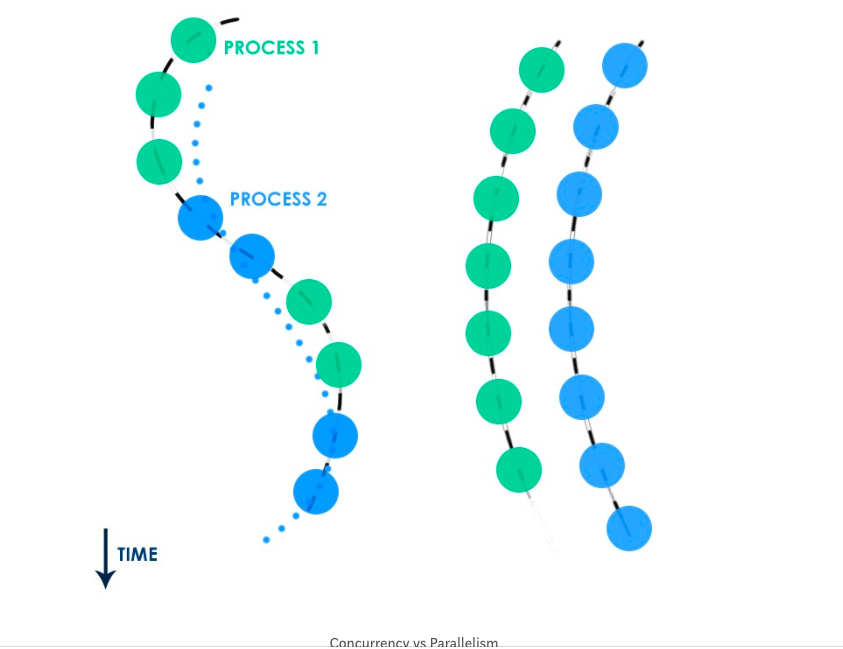 PROCESS 1
PROCESS 2
TIME
Concurrency vs Parallelism